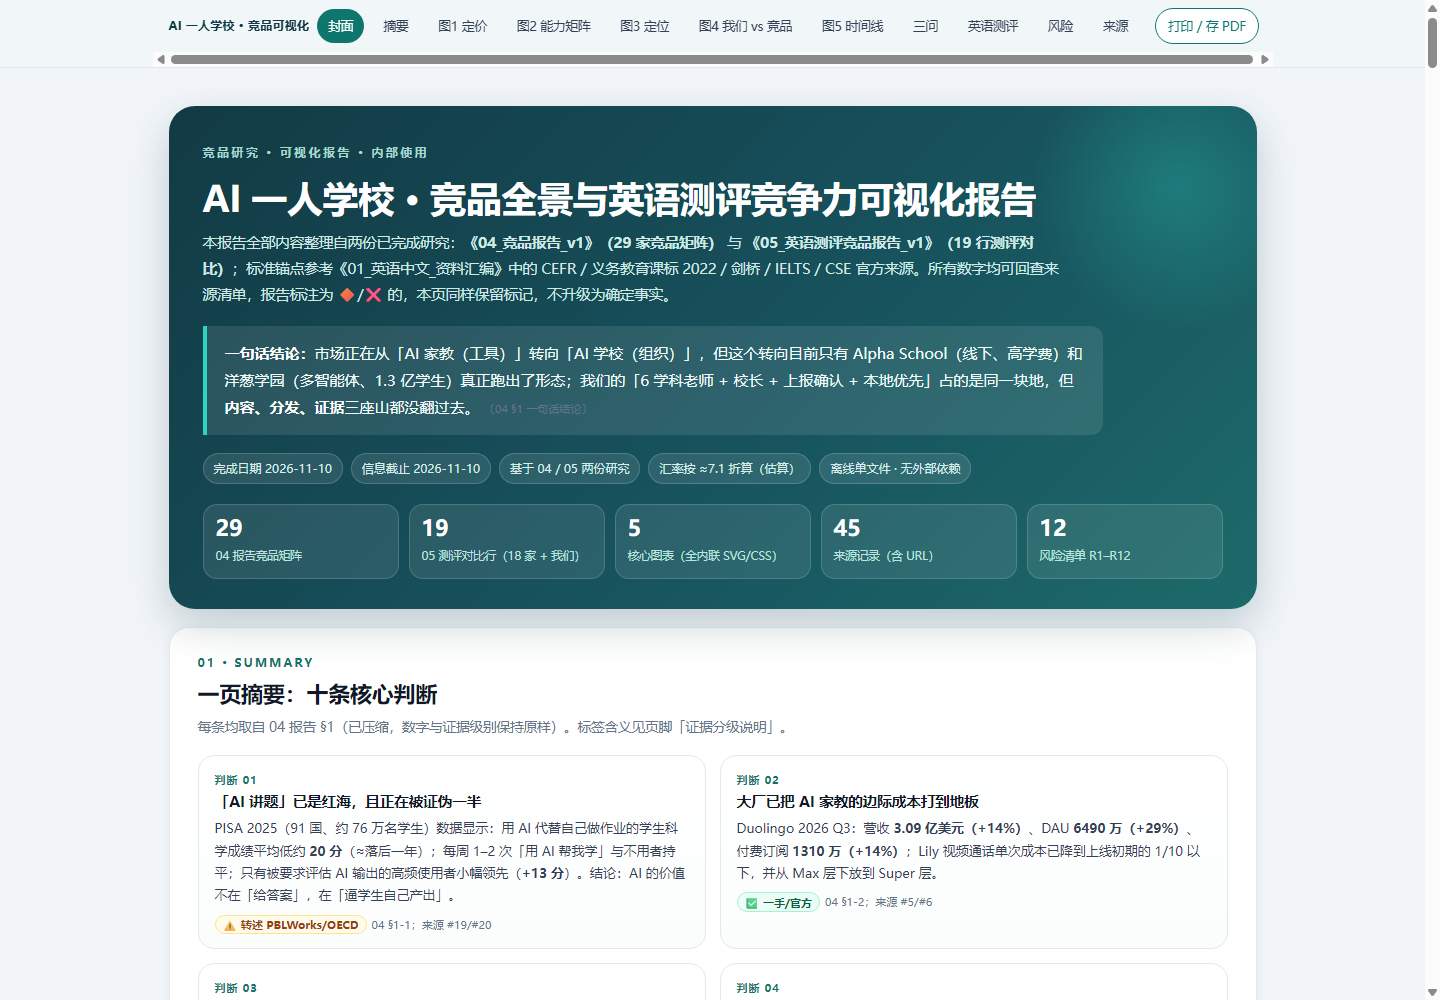 AI 一人学校 · 竞品可视化 封面 摘要 图1 定价 图2 能力矩阵 图3 定位 图4 我们 vs 竞品 图5 时间线 三问 英语测评 风险 来源 打印 / 存 PDF
竞品研究 · 可视化报告 · 内部使用
AI 一人学校 · 竞品全景与英语测评竞争力可视化报告
本报告全部内容整理自两份已完成研究：《04_竞品报告_v1》（29 家竞品矩阵） 与 《05_英语测评竞品报告_v1》（19 行测评对
比）；标准锚点参考《01_英语中文_资料汇编》中的 CEFR / 义务教育课标 2022 / 剑桥 / IELTS / CSE 官方来源。所有数字均可回查来
源清单，报告标注为 🔶/❌ 的，本页同样保留标记，不升级为确定事实。
一句话结论：市场正在从「AI 家教（工具）」转向「AI 学校（组织）」，但这个转向目前只有 Alpha School（线下、高学费）和
洋葱学园（多智能体、1.3 亿学生）真正跑出了形态；我们的「6 学科老师 + 校长 + 上报确认 + 本地优先」占的是同一块地，但
内容、分发、证据三座山都没翻过去。 〔04 §1 一句话结论〕
完成日期 2026-11-10 信息截止 2026-11-10 基于 04 / 05 两份研究 汇率按 ≈7.1 折算（估算） 离线单文件 · 无外部依赖
29 19 5 45 12
04 报告竞品矩阵 05 测评对比行（18 家 + 我们） 核心图表（全内联 SVG/CSS） 来源记录（含 URL） 风险清单 R1–R12
01 · SUMMARY
一页摘要：十条核心判断
每条均取自 04 报告 §1（已压缩，数字与证据级别保持原样）。标签含义见页脚「证据分级说明」。
判断 01
「AI 讲题」已是红海，且正在被证伪一半
PISA 2025（91 国、约 76 万名学生）数据显示：用 AI 代替自己做作业的学生科
学成绩平均低约 20 分（≈落后一年）；每周 1–2 次「用 AI 帮我学」与不用者持
平；只有被要求评估 AI 输出的高频使用者小幅领先（+13 分）。结论：AI 的价值
不在「给答案」，在「逼学生自己产出」。
⚠️ 转述 PBLWorks/OECD 04 §1-1；来源 #19/#20
判断 02
大厂已把 AI 家教的边际成本打到地板
Duolingo 2026 Q3：营收 3.09 亿美元（+14%）、DAU 6490 万（+29%）、
付费订阅 1310 万（+14%）；Lily 视频通话单次成本已降到上线初期的 1/10 以
下，并从 Max 层下放到 Super 层。
✅ 一手/官方 04 §1-2；来源 #5/#6
判断 03
判断 04